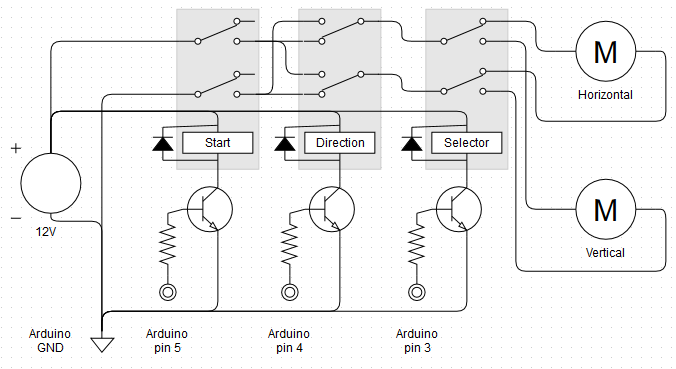 M
Horizontal
Start
Direction
Selector
+
−
12V
M
Vertical
Arduino
GND
Arduino
pin 5
Arduino
pin 4
Arduino
pin 3